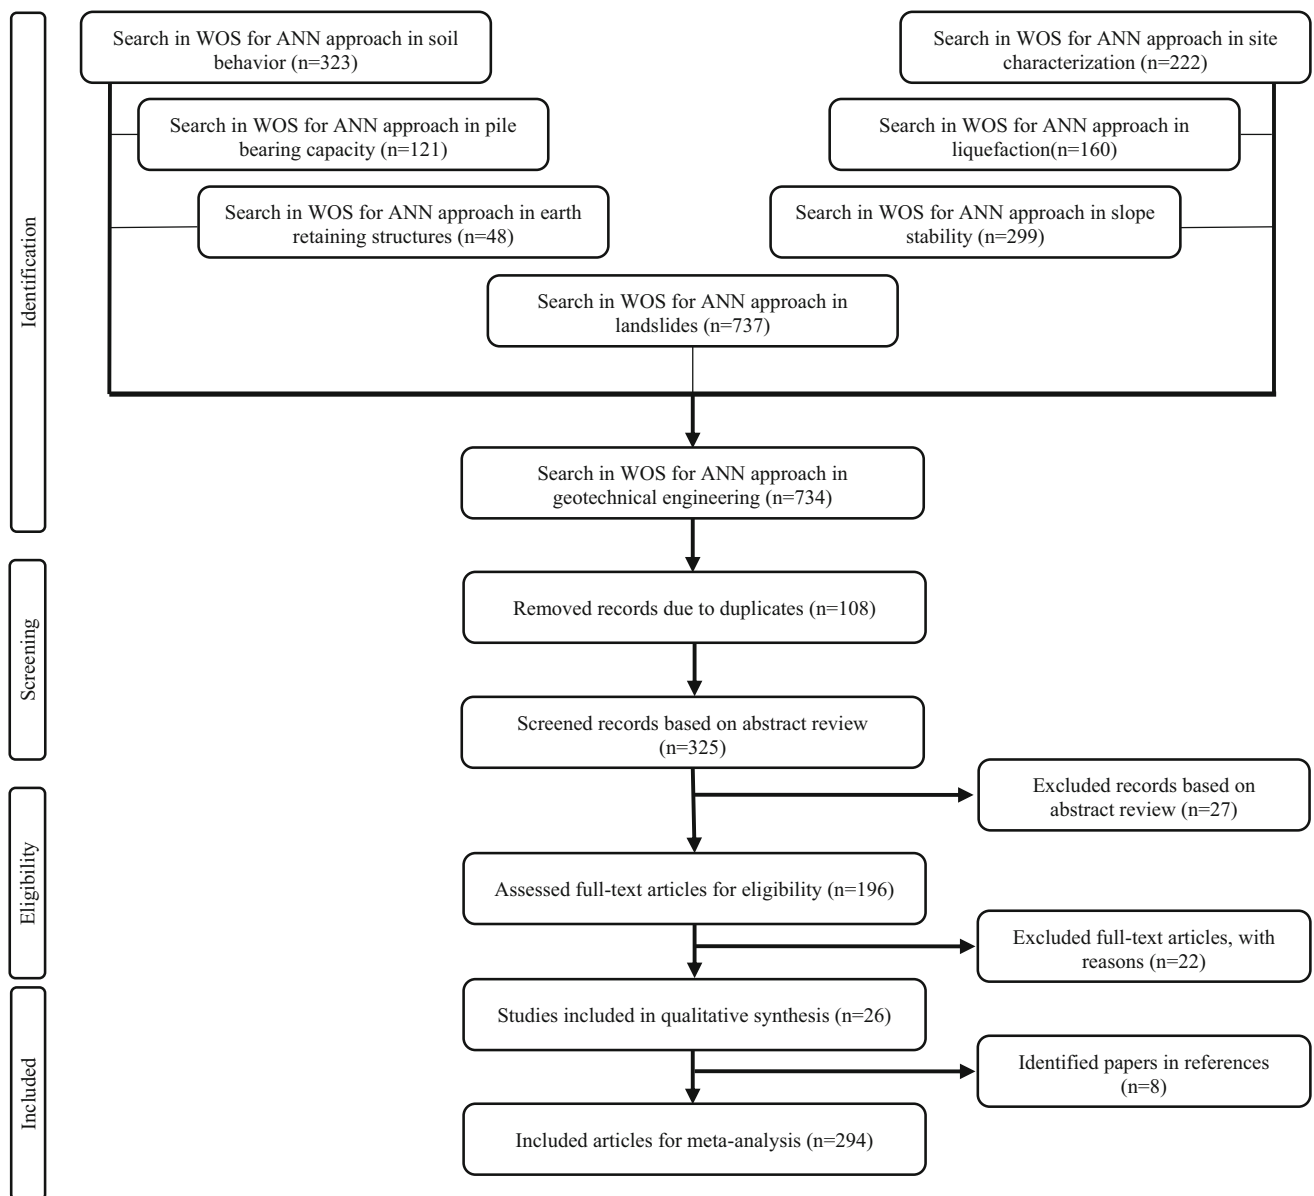 Identification
Search in WOS for ANN approach in soil
behavior (n=323)
Search in WOS for ANN approach in site
characterization (n=222)
Search in WOS for ANN approach in pile
bearing capacity (n=121)
Search in WOS for ANN approach in
liquefaction(n=160)
Search in WOS for ANN approach in earth
retaining structures (n=48)
Search in WOS for ANN approach in slope
stability (n=299)
Search in WOS for ANN approach in
landslides (n=737)
Search in WOS for ANN approach in
geotechnical engineering (n=734)
Screening
Removed records due to duplicates (n=108)
Screened records based on abstract review
(n=325)
Excluded records based on
abstract review (n=27)
Eligibility
Assessed full-text articles for eligibility (n=196)
Excluded full-text articles, with
reasons (n=22)
Included
Studies included in qualitative synthesis (n=26)
Identified papers in references
(n=8)
Included articles for meta-analysis (n=294)